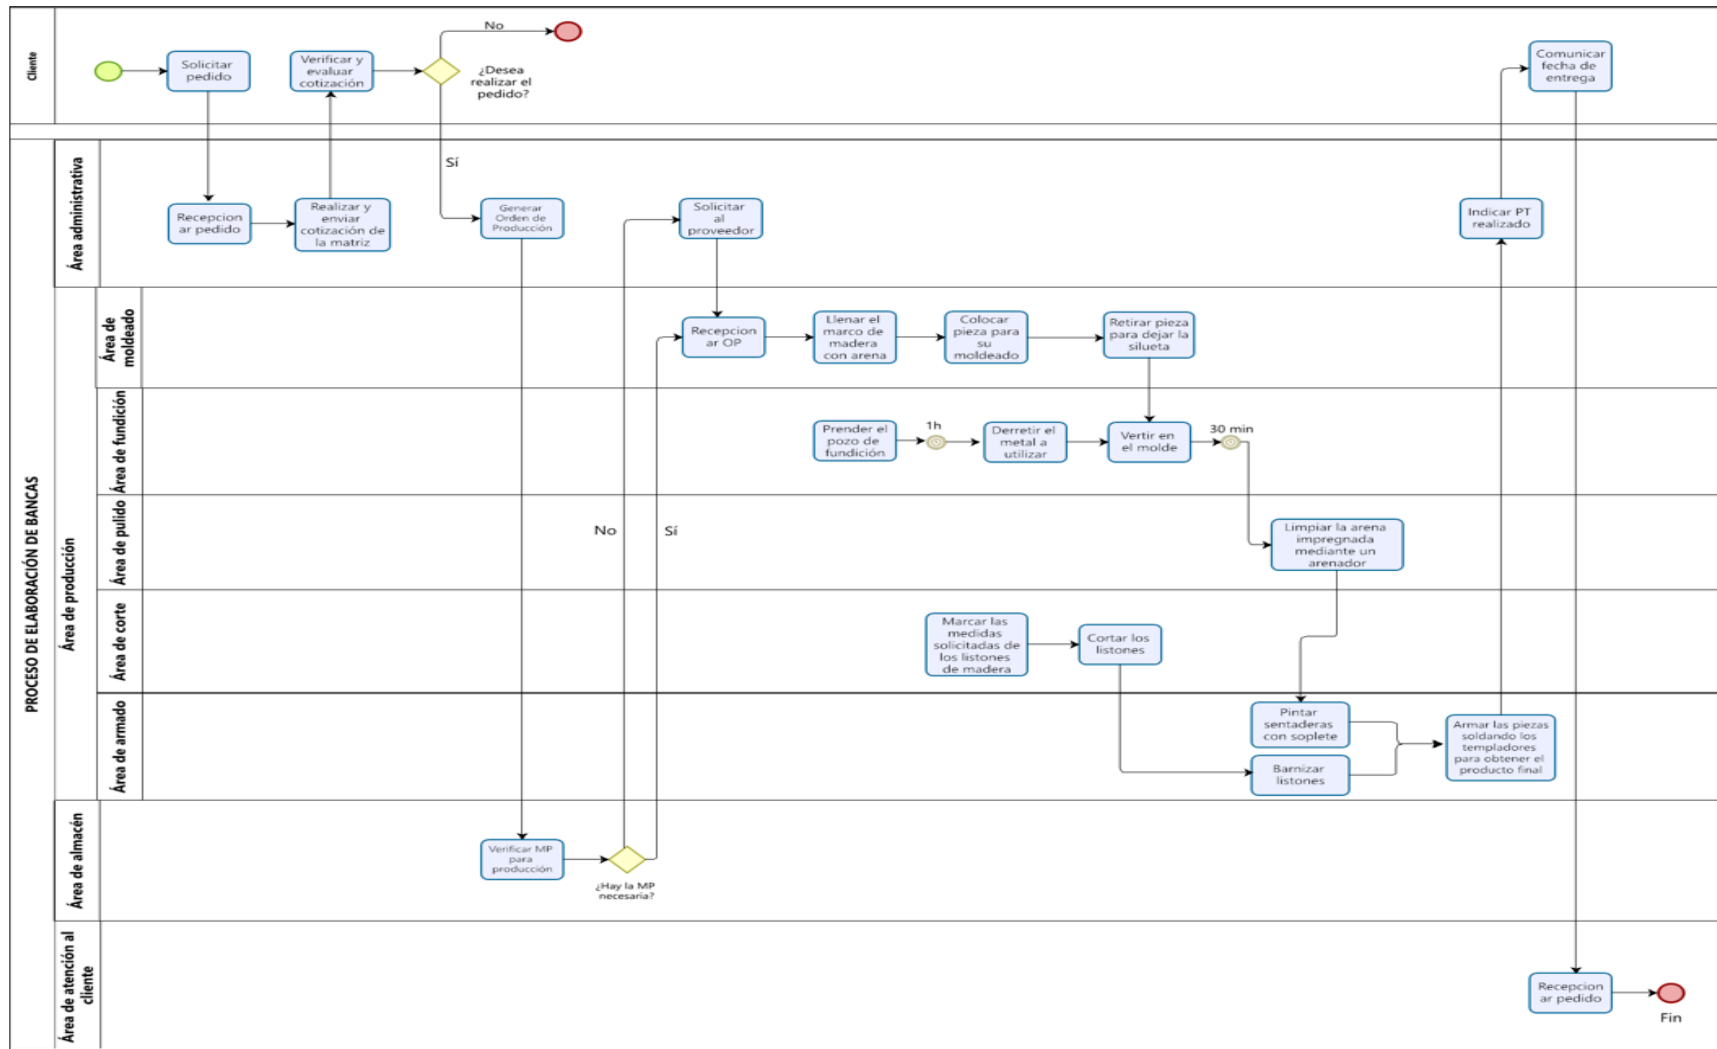 PROCESO DE ELABORACIÓN DE BANCAS
Cliente
Solicitar
pedido
Verificar y
evaluar
cotización
¿Desea
realizar el
pedido?
No
Sí
Comunicar
fecha de
entrega
Área administrativa
Recepcion
ar pedido
Realizar y
enviar
cotización de
la matriz
Generar
Orden de
Producción
Solicitar
al
proveedor
Indicar PT
realizado
Área de producción
Área de
moldeado
Recepcion
ar OP
Llenar el
marco de
madera
con arena
Colocar
pieza para
su
moldeado
Retirar pieza
para dejar la
silueta
Área de fundición
Prender el
pozo de
fundición
1h
Derretir el
metal a
utilizar
Vertir en
el molde
30 min
Área de pulido
No
Sí
Limpiar la arena
impregnada
mediante un
arenador
Área de corte
Marcar las
medidas
solicitadas de
los listones
de madera
Cortar los
listones
Área de armado
Pintar
sentaderas
con soplete
Barnizar
listones
Armar las piezas
soldando los
templadores
para obtener el
producto final
Área de almacén
Verificar MP
para
producción
¿Hay la MP
necesaria?
Área de atención al
cliente
Recepcion
ar pedido
Fin